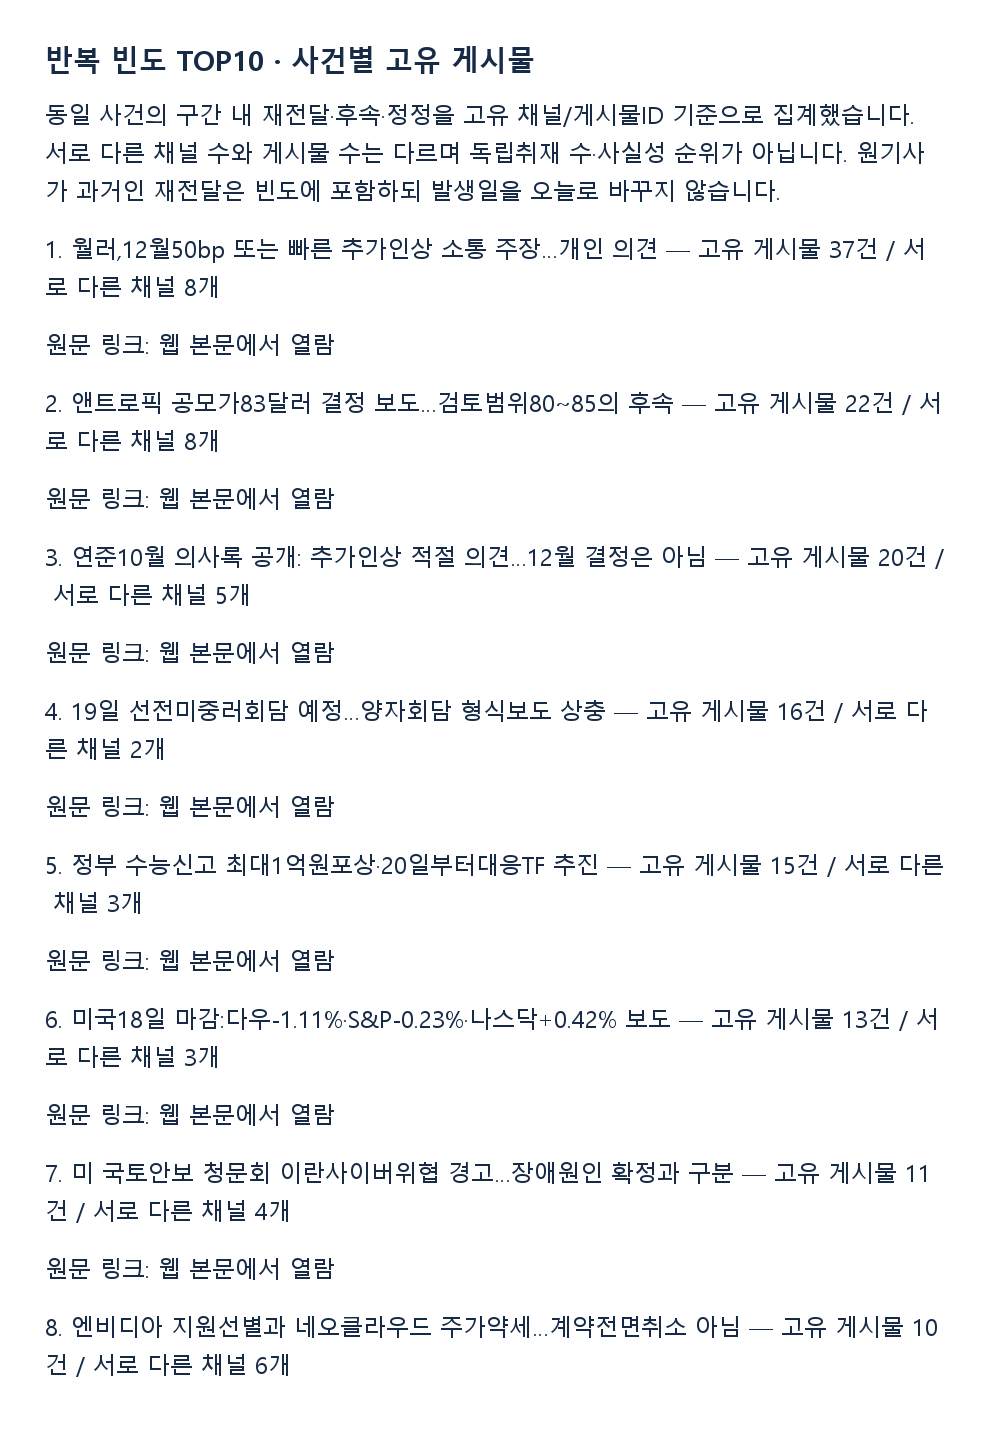 반복 빈도 TOP10 · 사건별 고유 게시물
동일 사건의 구간 내 재전달·후속·정정을 고유 채널/게시물ID 기준으로 집계했습니다.
서로 다른 채널 수와 게시물 수는 다르며 독립취재 수·사실성 순위가 아닙니다. 원기사
가 과거인 재전달은 빈도에 포함하되 발생일을 오늘로 바꾸지 않습니다.
1. 월러,12월50bp 또는 빠른 추가인상 소통 주장…개인 의견 — 고유 게시물 37건 / 서
로 다른 채널 8개
원문 링크: 웹 본문에서 열람
2. 앤트로픽 공모가83달러 결정 보도…검토범위80~85의 후속 — 고유 게시물 22건 / 서
로 다른 채널 8개
원문 링크: 웹 본문에서 열람
3. 연준10월 의사록 공개: 추가인상 적절 의견…12월 결정은 아님 — 고유 게시물 20건 /
서로 다른 채널 5개
원문 링크: 웹 본문에서 열람
4. 19일 선전미중러회담 예정…양자회담 형식보도 상충 — 고유 게시물 16건 / 서로 다
른 채널 2개
원문 링크: 웹 본문에서 열람
5. 정부 수능신고 최대1억원포상·20일부터대응TF 추진 — 고유 게시물 15건 / 서로 다른
채널 3개
원문 링크: 웹 본문에서 열람
6. 미국18일 마감:다우-1.11%·S&P-0.23%·나스닥+0.42% 보도 — 고유 게시물 13건 / 서
로 다른 채널 3개
원문 링크: 웹 본문에서 열람
7. 미 국토안보 청문회 이란사이버위협 경고…장애원인 확정과 구분 — 고유 게시물 11
건 / 서로 다른 채널 4개
원문 링크: 웹 본문에서 열람
8. 엔비디아 지원선별과 네오클라우드 주가약세…계약전면취소 아님 — 고유 게시물 10
건 / 서로 다른 채널 6개